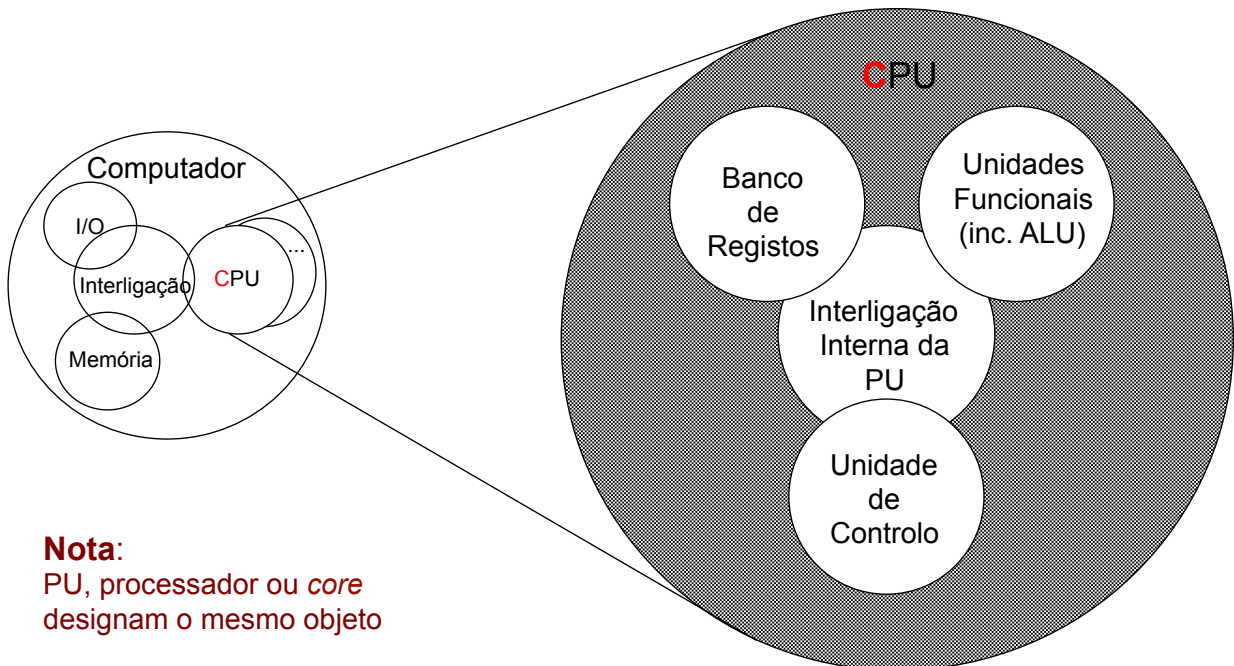 Computador
I/O
Interligação
CPU
...
Memória
CPU
Banco
de
Registos
Unidades
Funcionais
(inc. ALU)
Interligação
Interna da
PU
Unidade
de
Controlo
Nota:
PU, processador ou core
designam o mesmo objeto